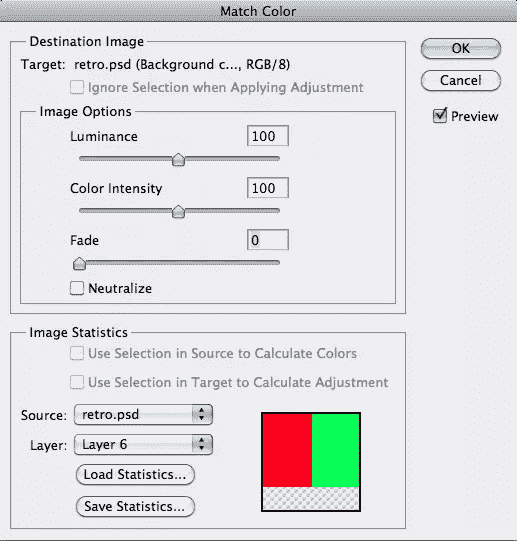 Match Color
Destination Image
Target: retro.psd (Background c..., RGB/8)
Ignore Selection when Applying Adjustment
Image Options
Luminance 100
Color Intensity 100
Fade 0
Neutralize
OK
Cancel
Preview
Image Statistics
Use Selection in Source to Calculate Colors
Use Selection in Target to Calculate Adjustment
Source: retro.psd
Layer: Layer 6
Load Statistics...
Save Statistics...